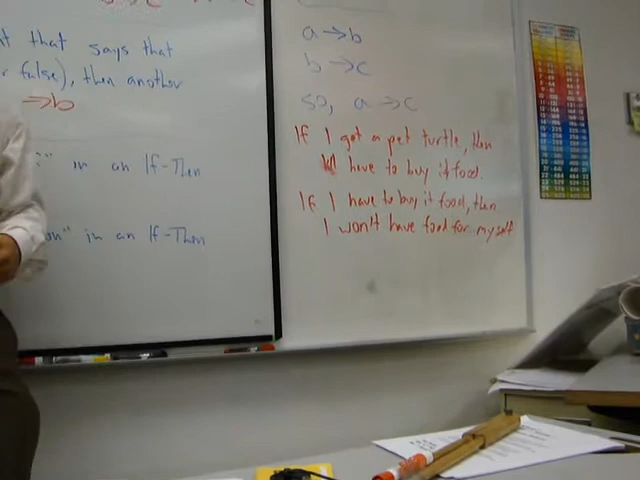 t that says that
r false), then another
→b
" in an If-Then
on" in an If-Then
a → b
b → c
so, a → c
If I get a pet turtle, then
I have to buy it food.
If I have to buy it food, then
I won't have food for myself